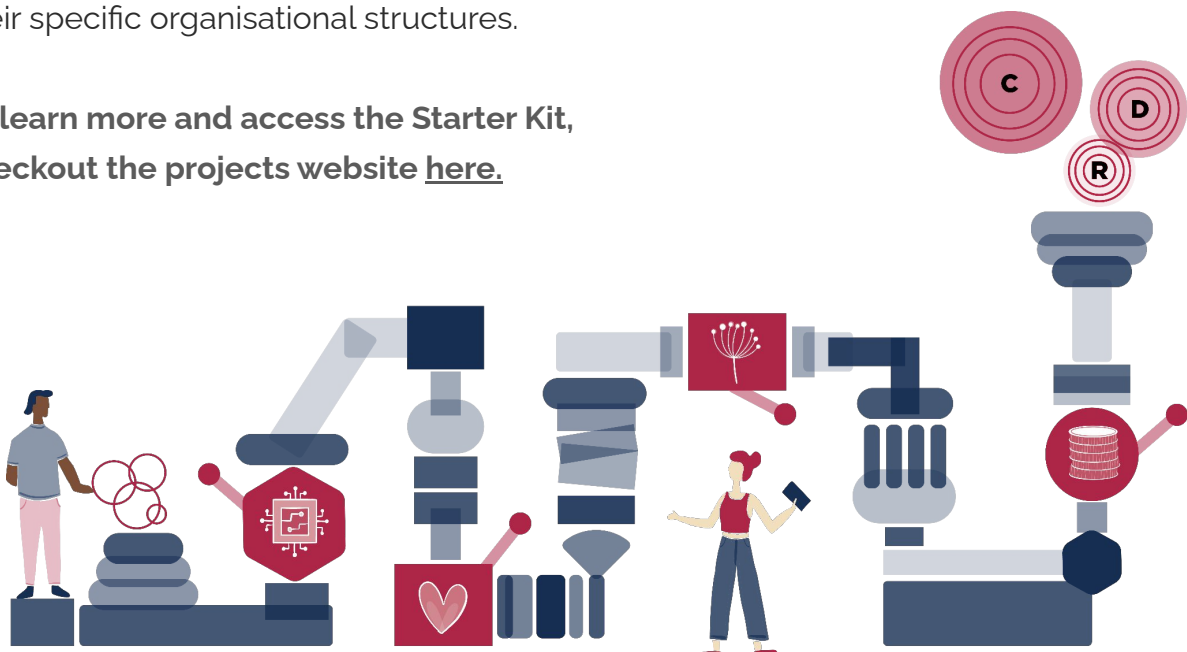 eir specific organisational structures.
learn more and access the Starter Kit,
eckout the projects website here.
C
D
R